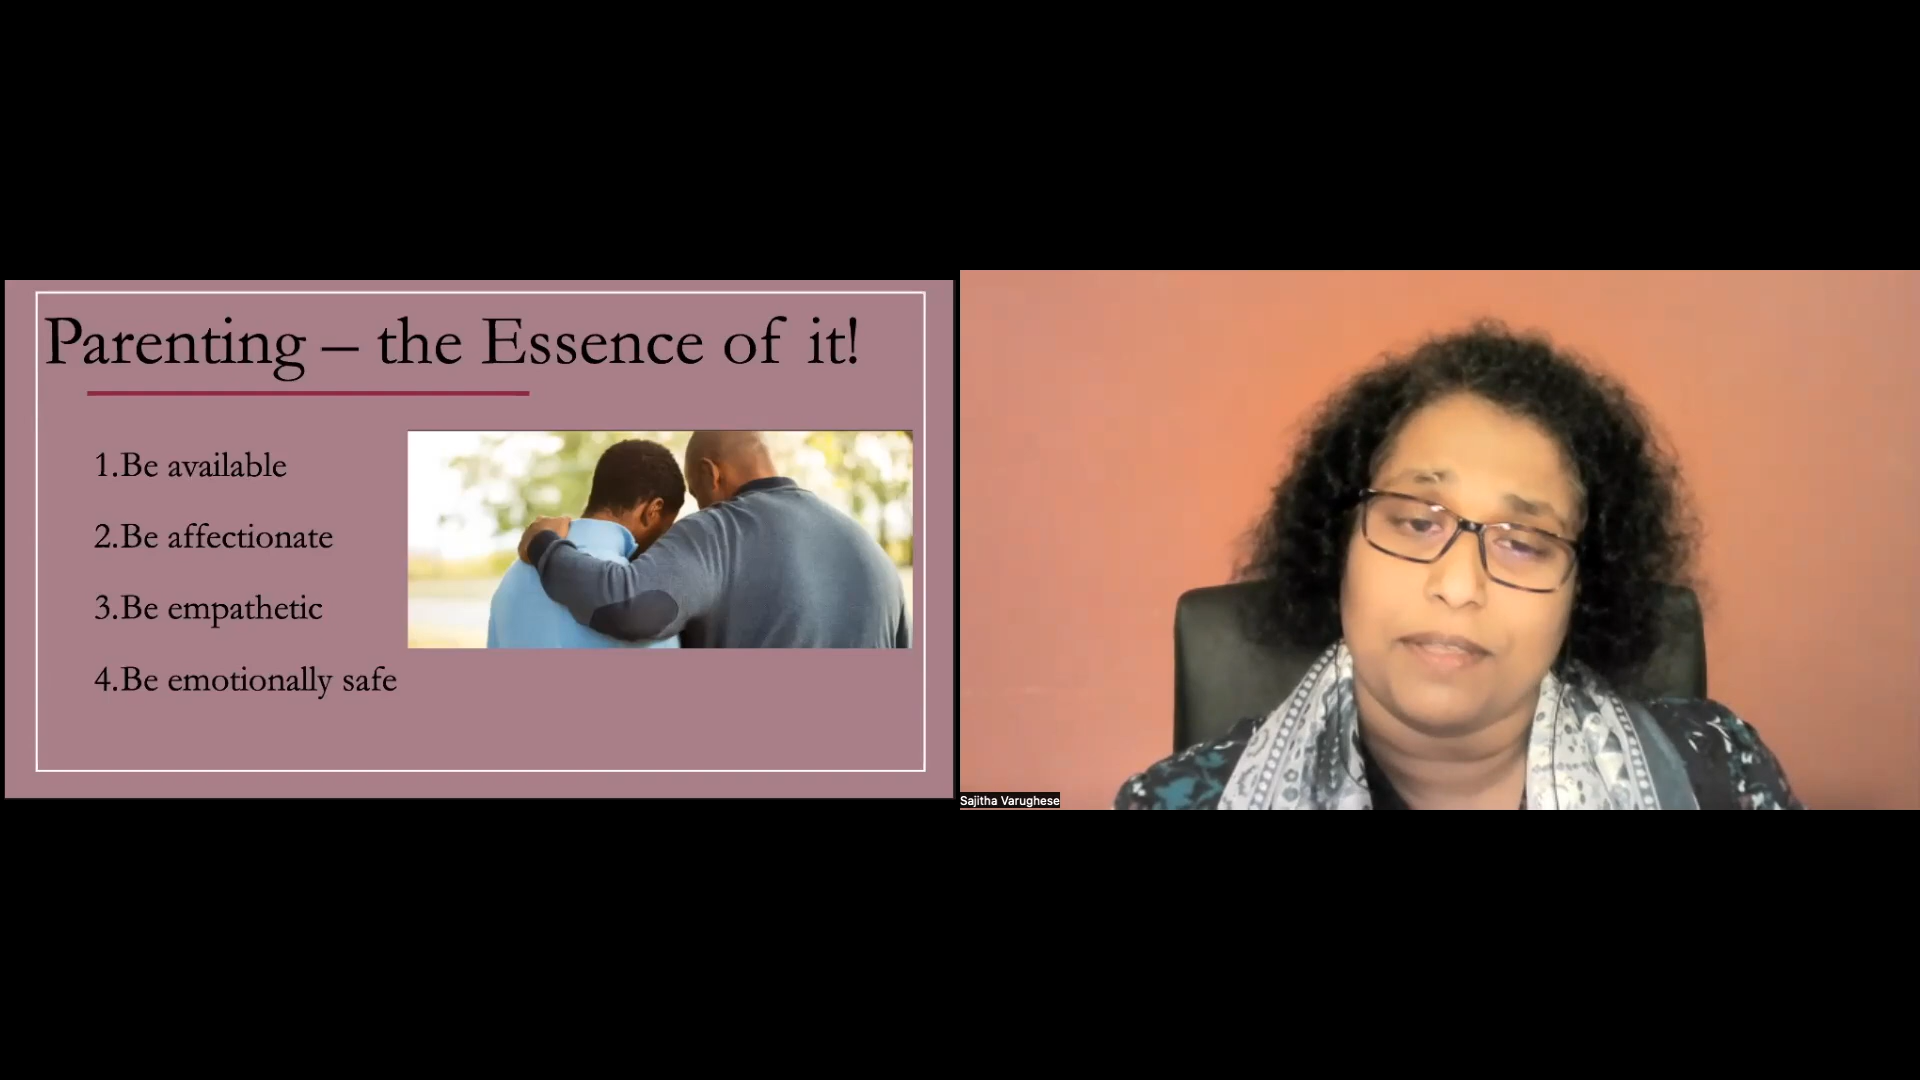 Parenting – the Essence of it!
1.Be available
2.Be affectionate
3.Be empathetic
4.Be emotionally safe
Sajitha Varughese